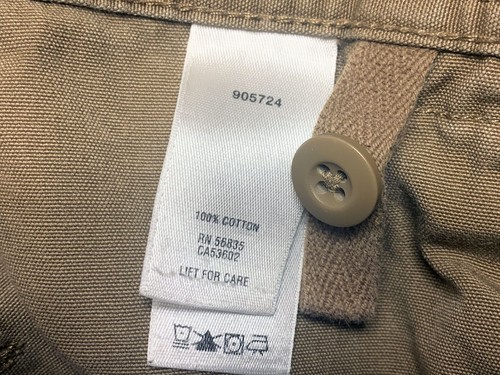 905724
100% COTTON
RN 56835
CA53602
LIFT FOR CARE